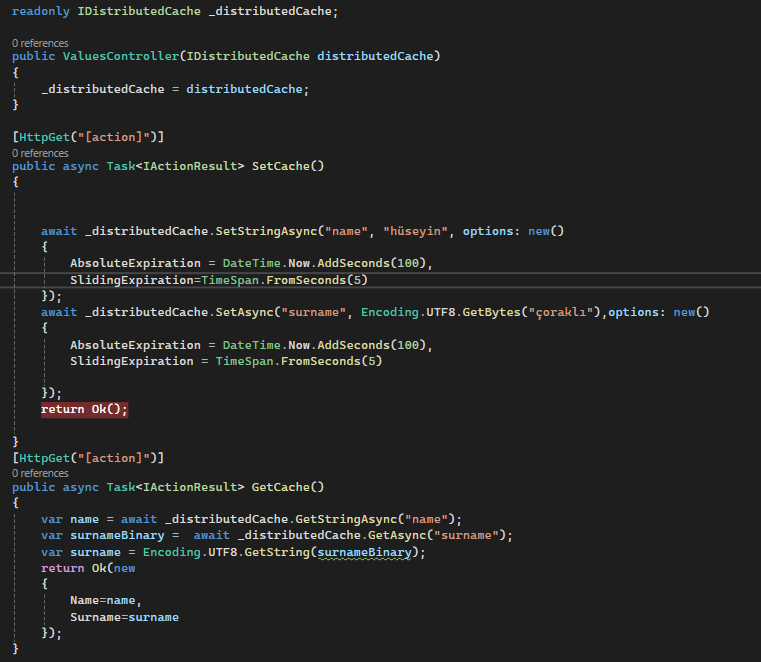 readonly IDistributedCache _distributedCache;
0 references
public ValuesController(IDistributedCache distributedCache)
{
_distributedCache = distributedCache;
}
[HttpGet("[action]")]
0 references
public async Task<IActionResult> SetCache()
{
await _distributedCache.SetStringAsync("name", "hüseyin", options: new()
{
AbsoluteExpiration = DateTime.Now.AddSeconds(100),
SlidingExpiration=TimeSpan.FromSeconds(5)
});
await _distributedCache.SetAsync("surname", Encoding.UTF8.GetBytes("çoraklı"),options: new()
{
AbsoluteExpiration = DateTime.Now.AddSeconds(100),
SlidingExpiration = TimeSpan.FromSeconds(5)
});
return Ok();
}
[HttpGet("[action]")]
0 references
public async Task<IActionResult> GetCache()
{
var name = await _distributedCache.GetStringAsync("name");
var surnameBinary =  await _distributedCache.GetAsync("surname");
var surname = Encoding.UTF8.GetString(surnameBinary);
return Ok(new
{
Name=name,
Surname=surname
});
}